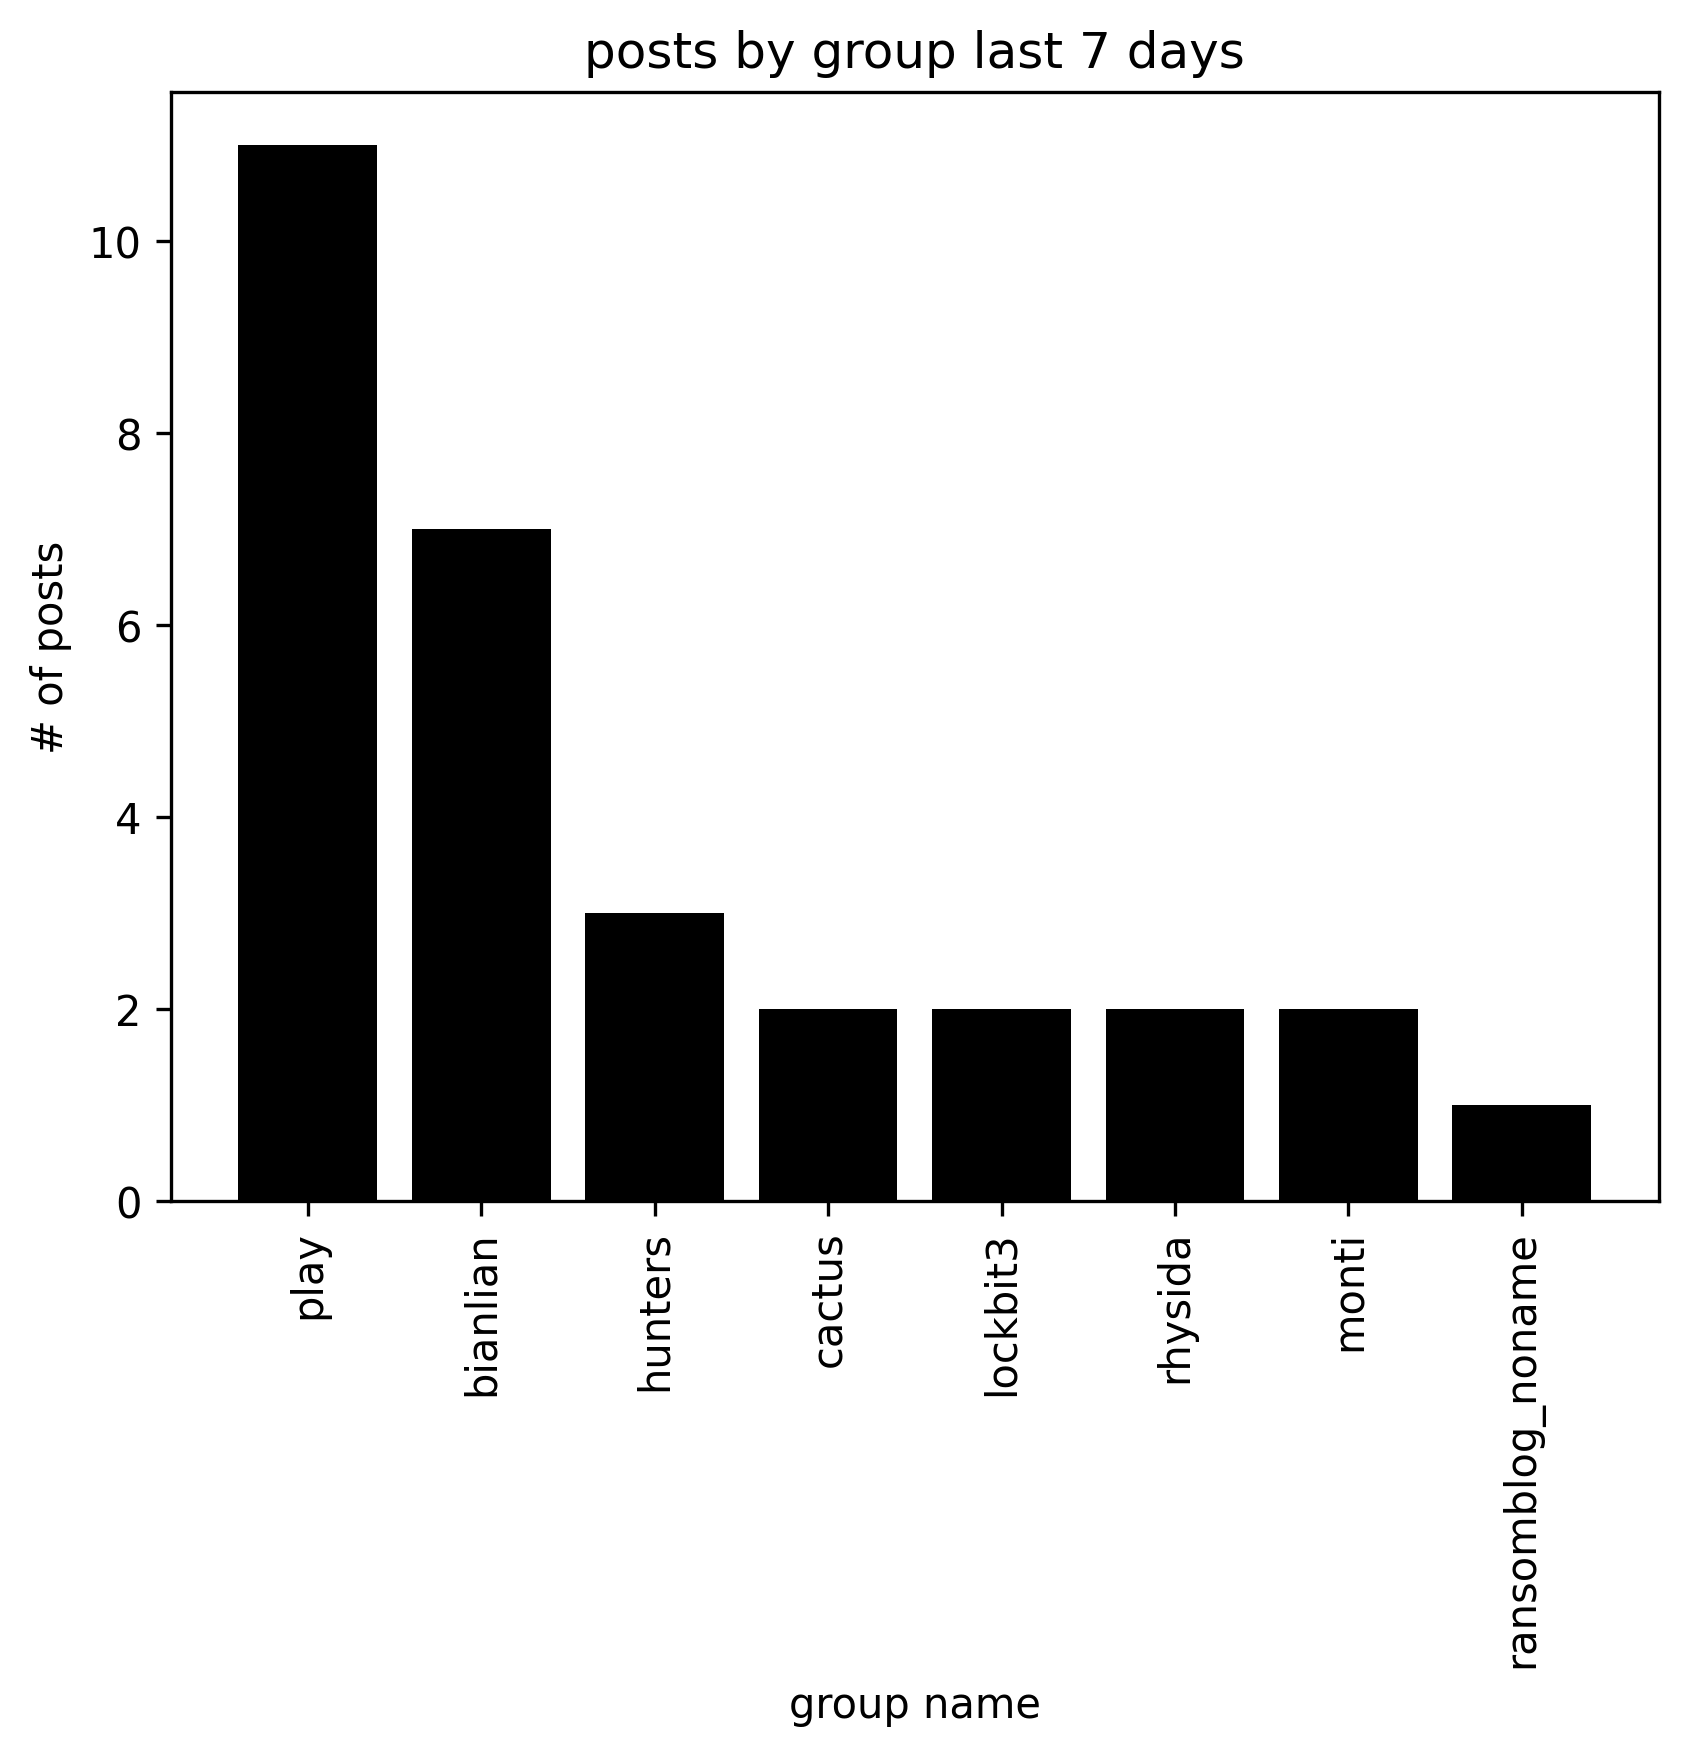 posts by group last 7 days
# of posts
10
8
6
4
2
0
play
bianlian
hunters
cactus
lockbit3
rhysida
monti
ransomblog_noname
group name